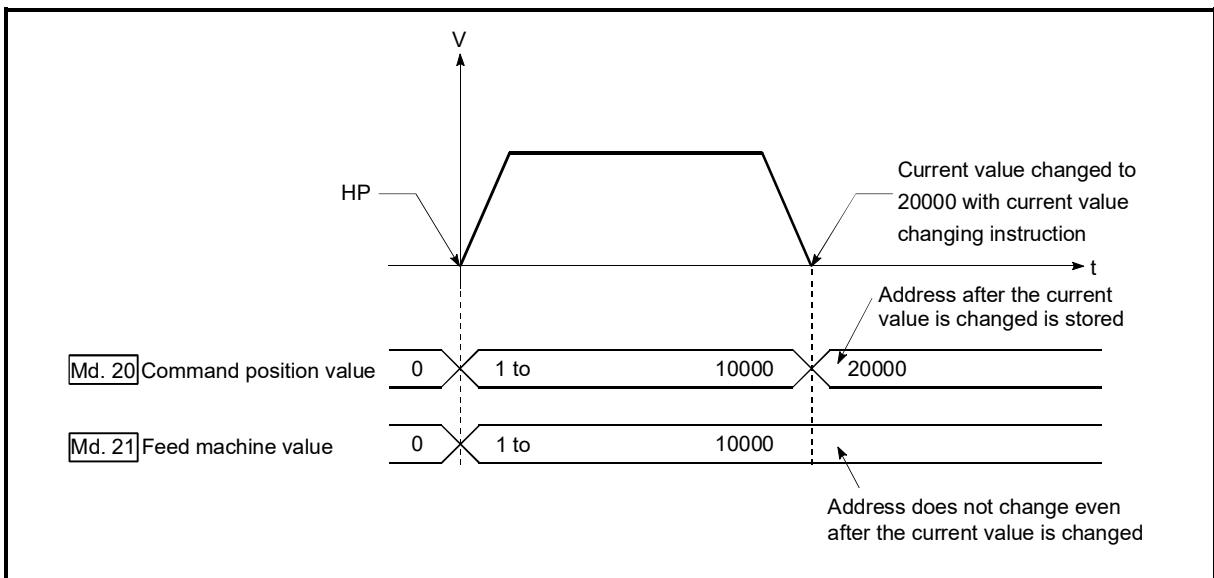 V
HP
Current value changed to
20000 with current value
changing instruction
t
Address after the current
value is changed is stored
Md. 20 Command position value 0 1 to 10000 20000
Md. 21 Feed machine value 0 1 to 10000
Address does not change even
after the current value is changed